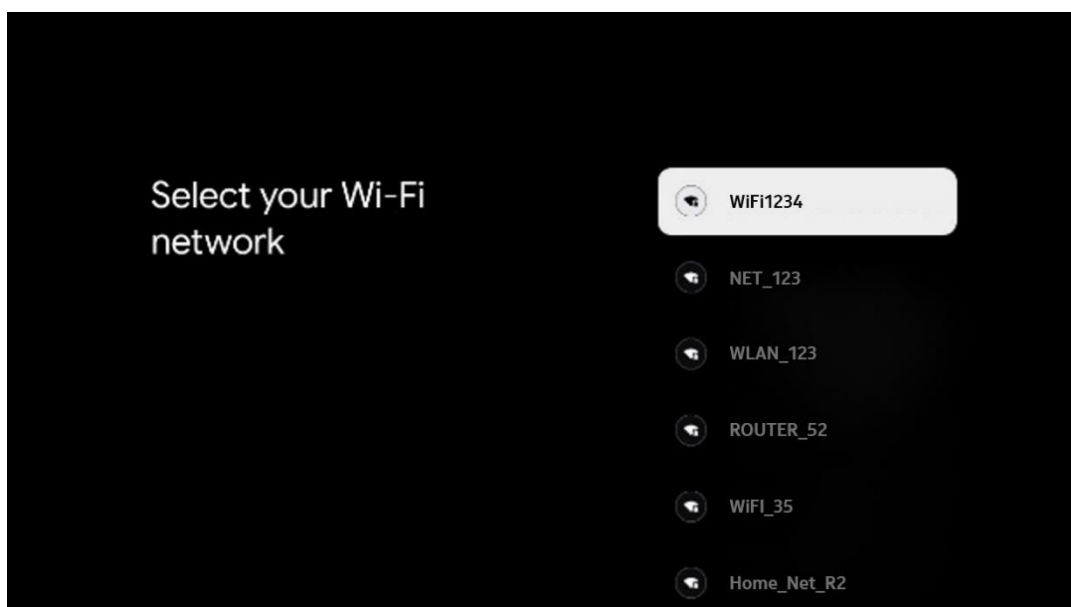 Select your Wi-Fi
network
WiFi1234
NET_123
WLAN_123
ROUTER_52
WiFI_35
Home_Net_R2